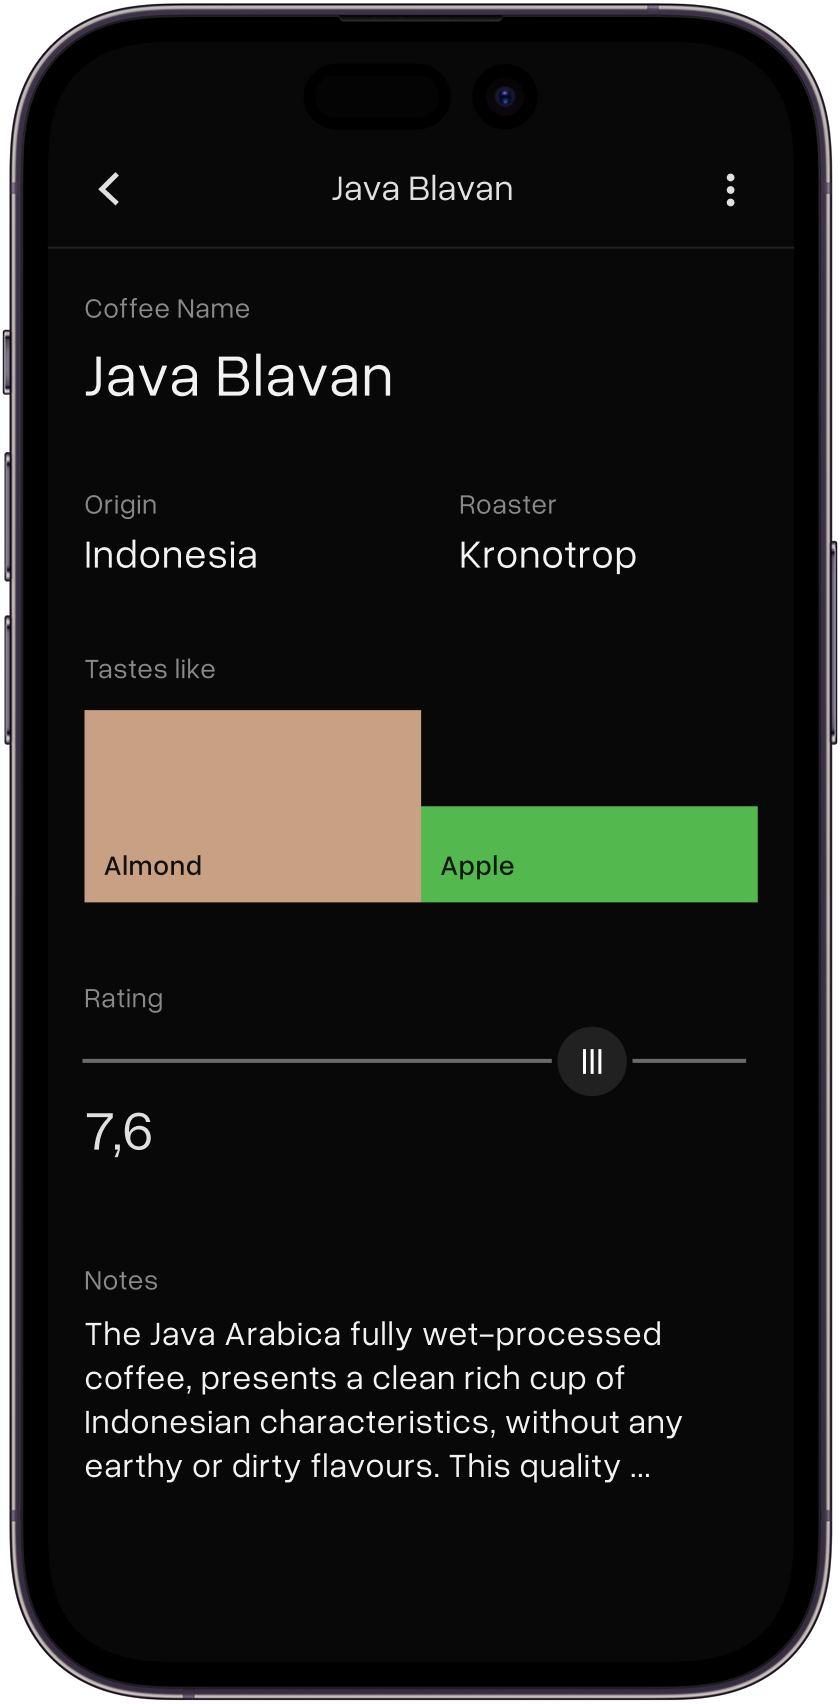 Java Blavan
Coffee Name
Java Blavan
Origin
Roaster
Indonesia
Kronotrop
Tastes like
Almond
Apple
Rating
7,6
Notes
The Java Arabica fully wet-processed
coffee, presents a clean rich cup of
Indonesian characteristics, without any
earthy or dirty flavours. This quality ...